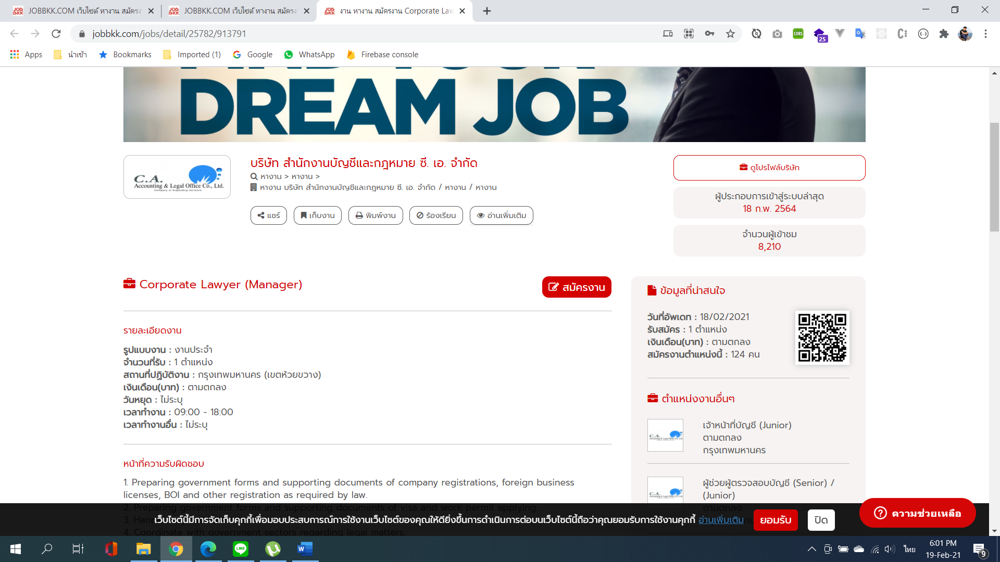 JOBBKK.COM เว็บไซต์ หางาน สมัครง
JOBBKK.COM เว็บไซต์ หางาน สมัครง
งาน หางาน สมัครงาน Corporate Law
jobbkk.com/jobs/detail/25782/913791
CORS
25
Apps
นำเข้า
Bookmarks
Imported (1)
Google
WhatsApp
Firebase console
DREAM JOB
C.A.
Accounting & Legal Office Co., Ltd.
Company of Expanding Horizons
บริษัท สำนักงานบัญชีและกฎหมาย ซี. เอ. จำกัด
หางาน > หางาน >
หางาน บริษัท สำนักงานบัญชีและกฎหมาย ซี. เอ. จำกัด / หางาน / หางาน
แชร์
เก็บงาน
พิมพ์งาน
ร้องเรียน
อ่านเพิ่มเติม
ดูโปรไฟล์บริษัท
ผู้ประกอบการเข้าสู่ระบบล่าสุด
18 ก.พ. 2564
จำนวนผู้เข้าชม
8,210
Corporate Lawyer (Manager)
สมัครงาน
รายละเอียดงาน
รูปแบบงาน : งานประจำ
จำนวนที่รับ : 1 ตำแหน่ง
สถานที่ปฏิบัติงาน : กรุงเทพมหานคร (เขตห้วยขวาง)
เงินเดือน(บาท) : ตามตกลง
วันหยุด : ไม่ระบุ
เวลาทำงาน : 09:00 - 18:00
เวลาทำงานอื่น : ไม่ระบุ
หน้าที่ความรับผิดชอบ
1. Preparing government forms and supporting documents of company registrations, foreign business
licenses, BOI and other registration as required by law.
2. Preparing government forms and supporting documents of visa and work permit applying.
3. Hand
4. Coordinate with government sectors regarding legal matters.
ข้อมูลที่น่าสนใจ
วันที่อัพเดท : 18/02/2021
รับสมัคร : 1 ตำแหน่ง
เงินเดือน(บาท) : ตามตกลง
สมัครงานตำแหน่งนี้ : 124 คน
ตำแหน่งงานอื่นๆ
เจ้าหน้าที่บัญชี (Junior)
ตามตกลง
กรุงเทพมหานคร
ผู้ช่วยผู้ตรวจสอบบัญชี (Senior) /
(Junior)
ตามตกลง
เว็บไซต์นี้มีการจัดเก็บคุกกี้เพื่อมอบประสบการณ์การใช้งานเว็บไซต์ของคุณให้ดียิ่งขึ้นการดำเนินการต่อบนเว็บไซต์นี้ถือว่าคุณยอมรับการใช้งานคุกกี้ อ่านเพิ่มเติม
ยอมรับ
ปิด
ความช่วยเหลือ
ไทย
6:01 PM
19-Feb-21
9